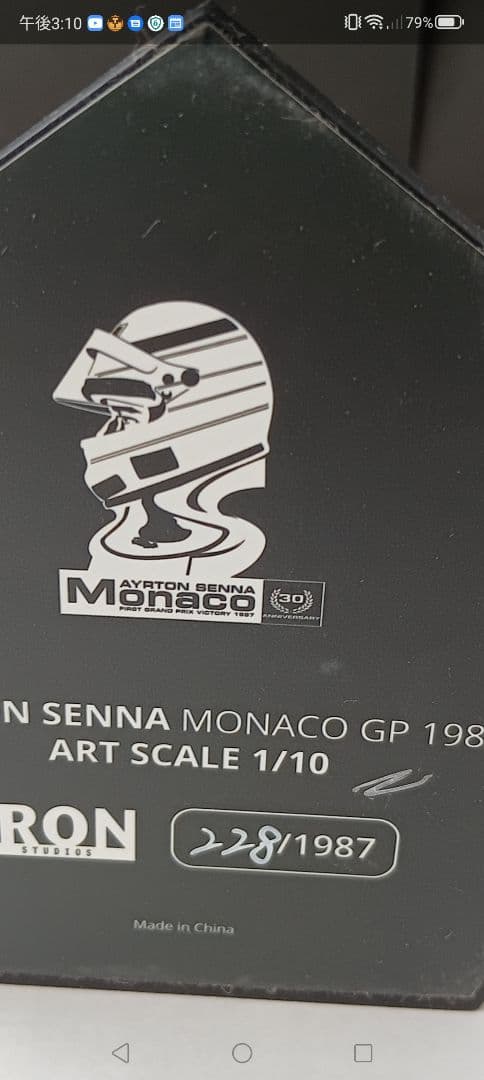 午後3:10
79%
AYRTON SENNA
Monaco
FIRST GRAND PRIX VICTORY 1987
30
ANNIVERSARY
N SENNA MONACO GP 198
ART SCALE 1/10
RON
STUDIOS
228/1987
Made in China